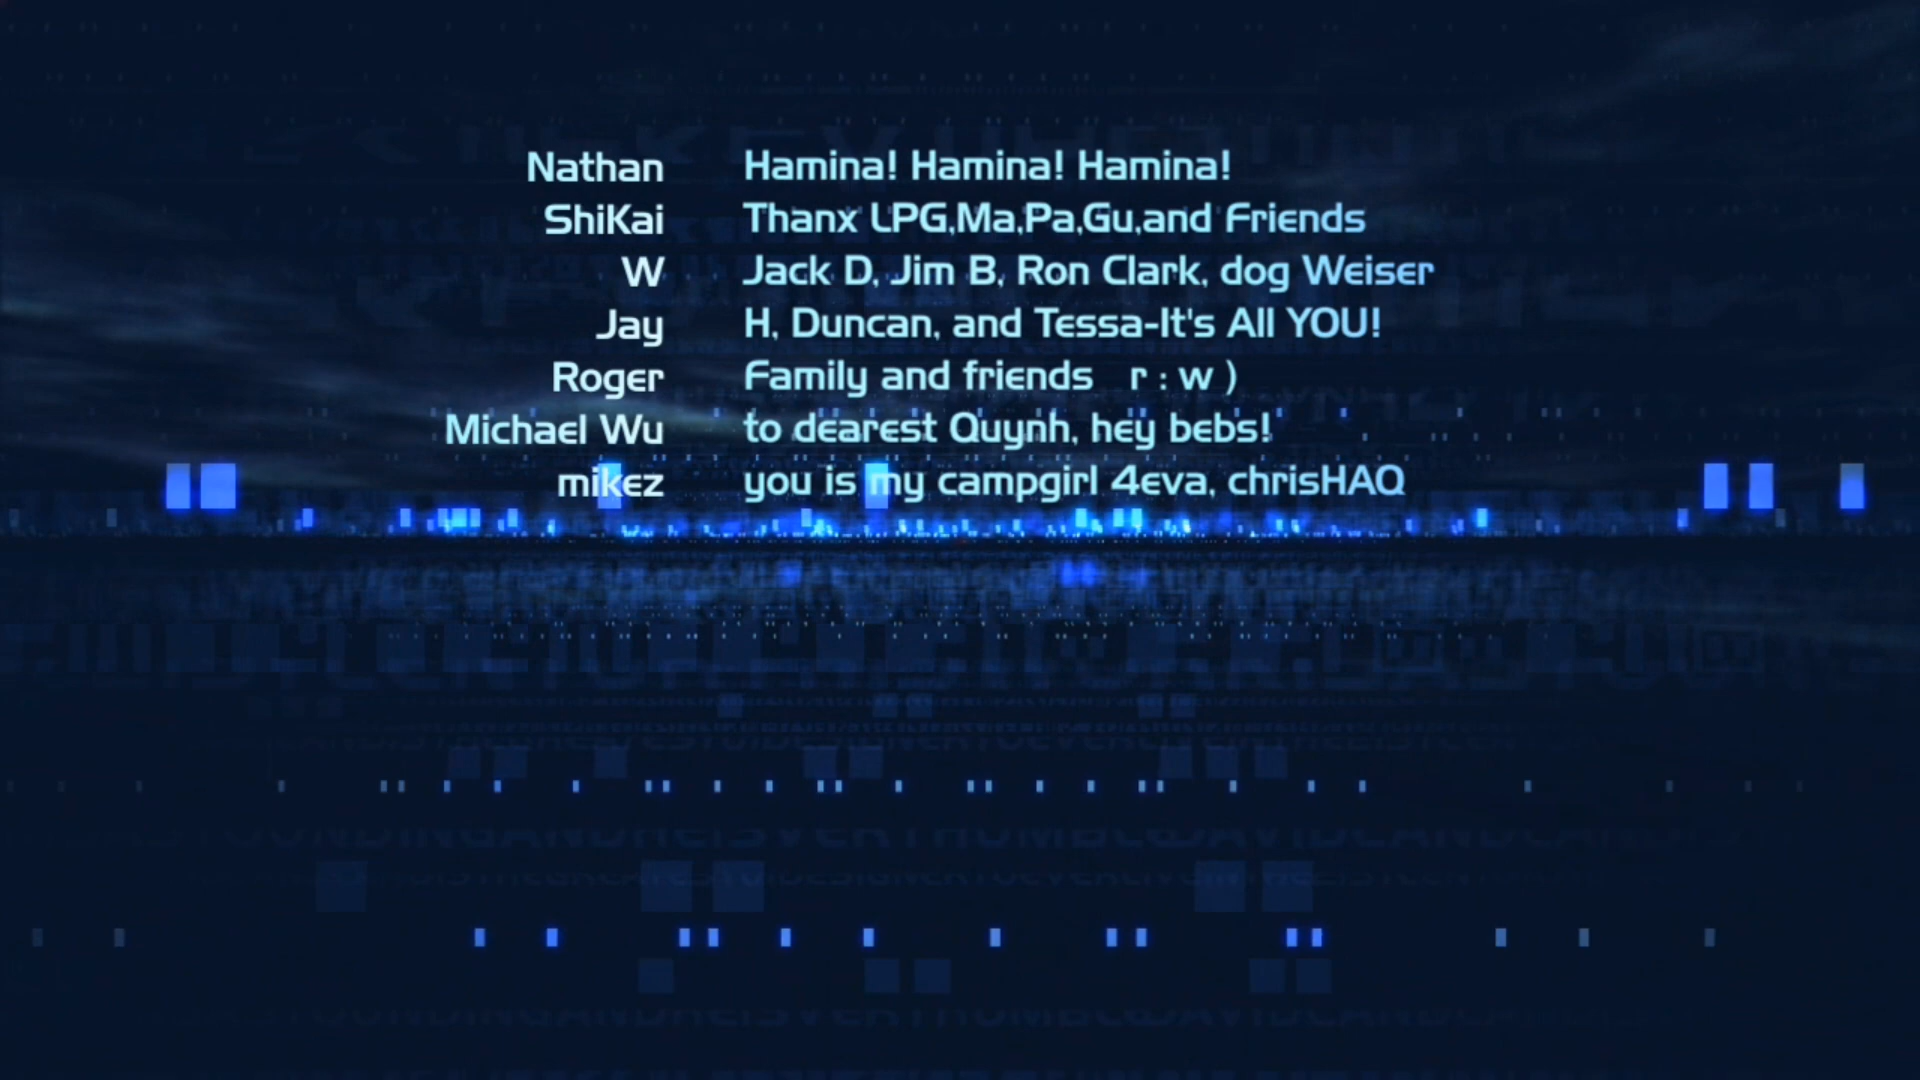 Nathan Hamina! Hamina! Hamina!
ShiKai Thanx LPG,Ma,Pa,Gu,and Friends
W Jack D, Jim B, Ron Clark, dog Weiser
Jay H, Duncan, and Tessa-It's All YOU!
Roger Family and friends r : w )
Michael Wu to dearest Quynh, hey bebs!
mikez you is my campgirl 4eva, chrisHAQ